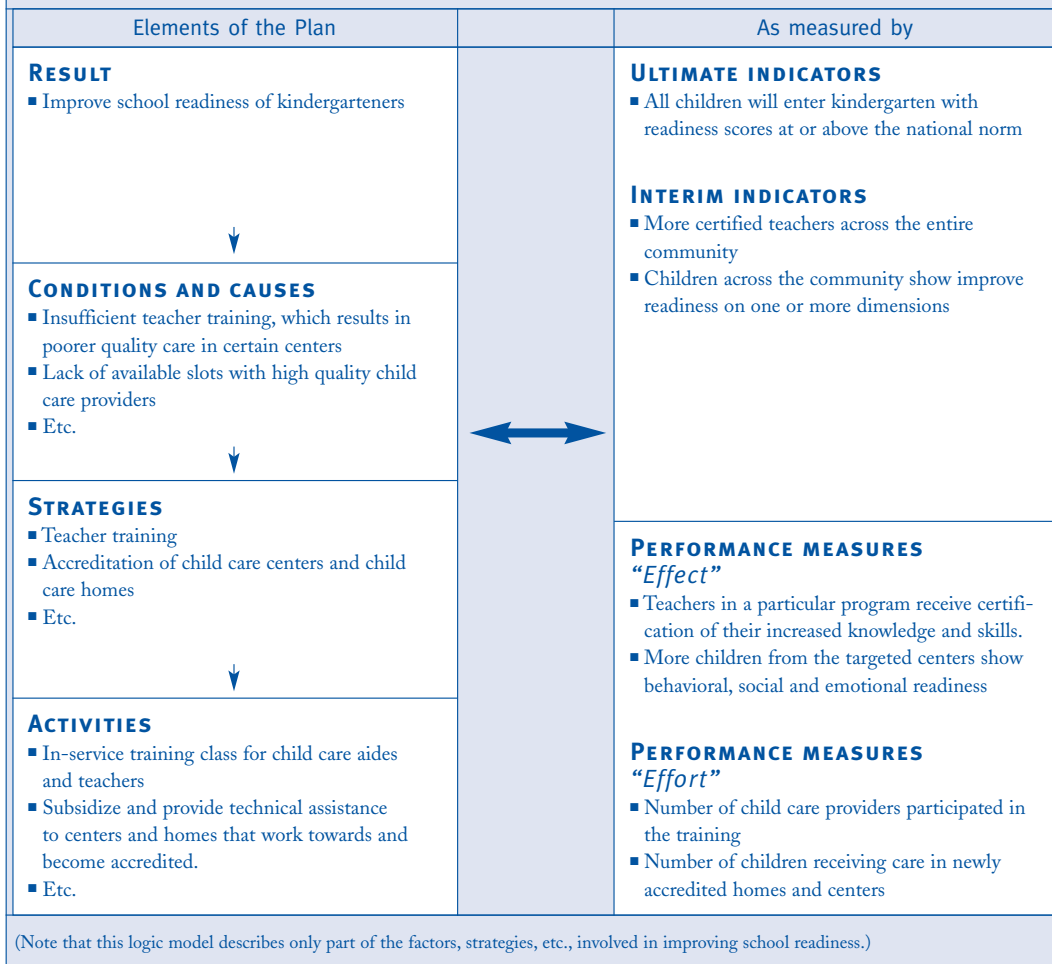 Elements of the Plan
As measured by
RESULT
▪ Improve school readiness of kindergarteners
CONDITIONS AND CAUSES
▪ Insufficient teacher training, which results in
poorer quality care in certain centers
▪ Lack of available slots with high quality child
care providers
▪ Etc.
STRATEGIES
▪ Teacher training
▪ Accreditation of child care centers and child
care homes
▪ Etc.
ACTIVITIES
▪ In-service training class for child care aides
and teachers
▪ Subsidize and provide technical assistance
to centers and homes that work towards and
become accredited.
▪ Etc.
ULTIMATE INDICATORS
▪ All children will enter kindergarten with
readiness scores at or above the national norm
INTERIM INDICATORS
▪ More certified teachers across the entire
community
▪ Children across the community show improve
readiness on one or more dimensions
PERFORMANCE MEASURES
“Effect”
▪ Teachers in a particular program receive certifi-
cation of their increased knowledge and skills.
▪ More children from the targeted centers show
behavioral, social and emotional readiness
PERFORMANCE MEASURES
“Effort”
▪ Number of child care providers participated in
the training
▪ Number of children receiving care in newly
accredited homes and centers
(Note that this logic model describes only part of the factors, strategies, etc., involved in improving school readiness.)